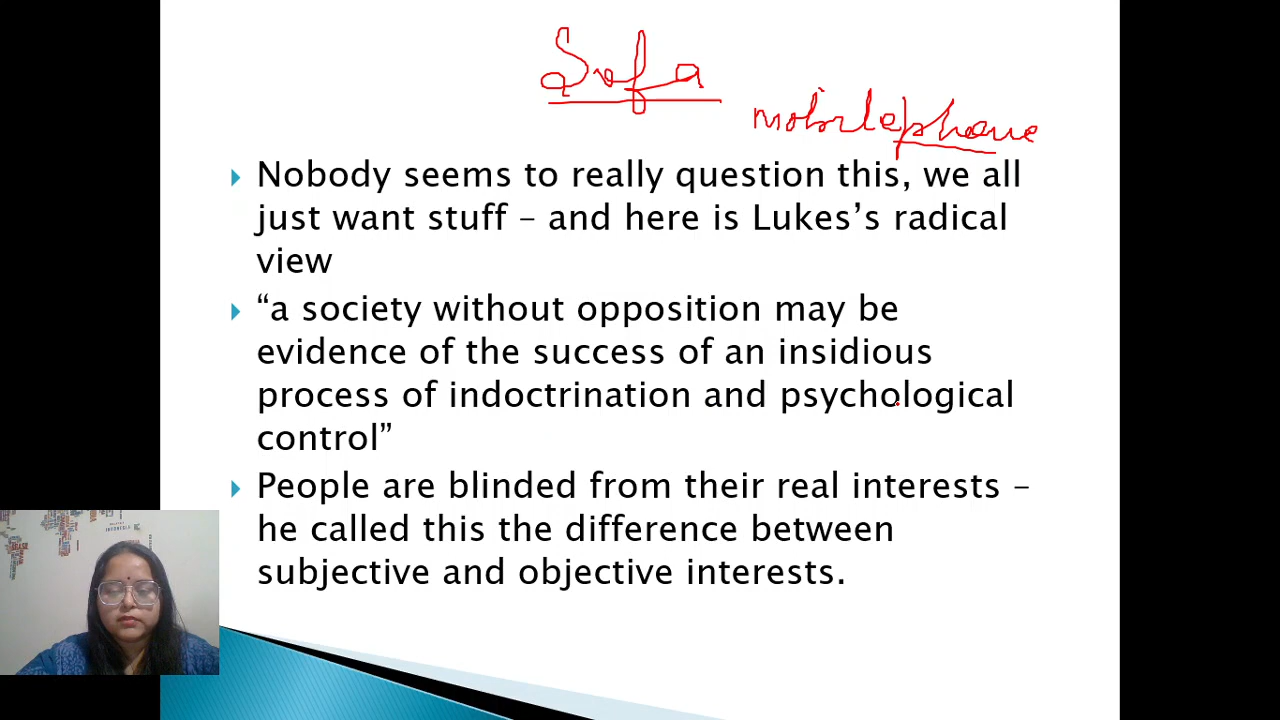 Sofa
mobilephone
Nobody seems to really question this, we all
just want stuff – and here is Lukes’s radical
view
“a society without opposition may be
evidence of the success of an insidious
process of indoctrination and psychological
control”
People are blinded from their real interests –
he called this the difference between
subjective and objective interests.